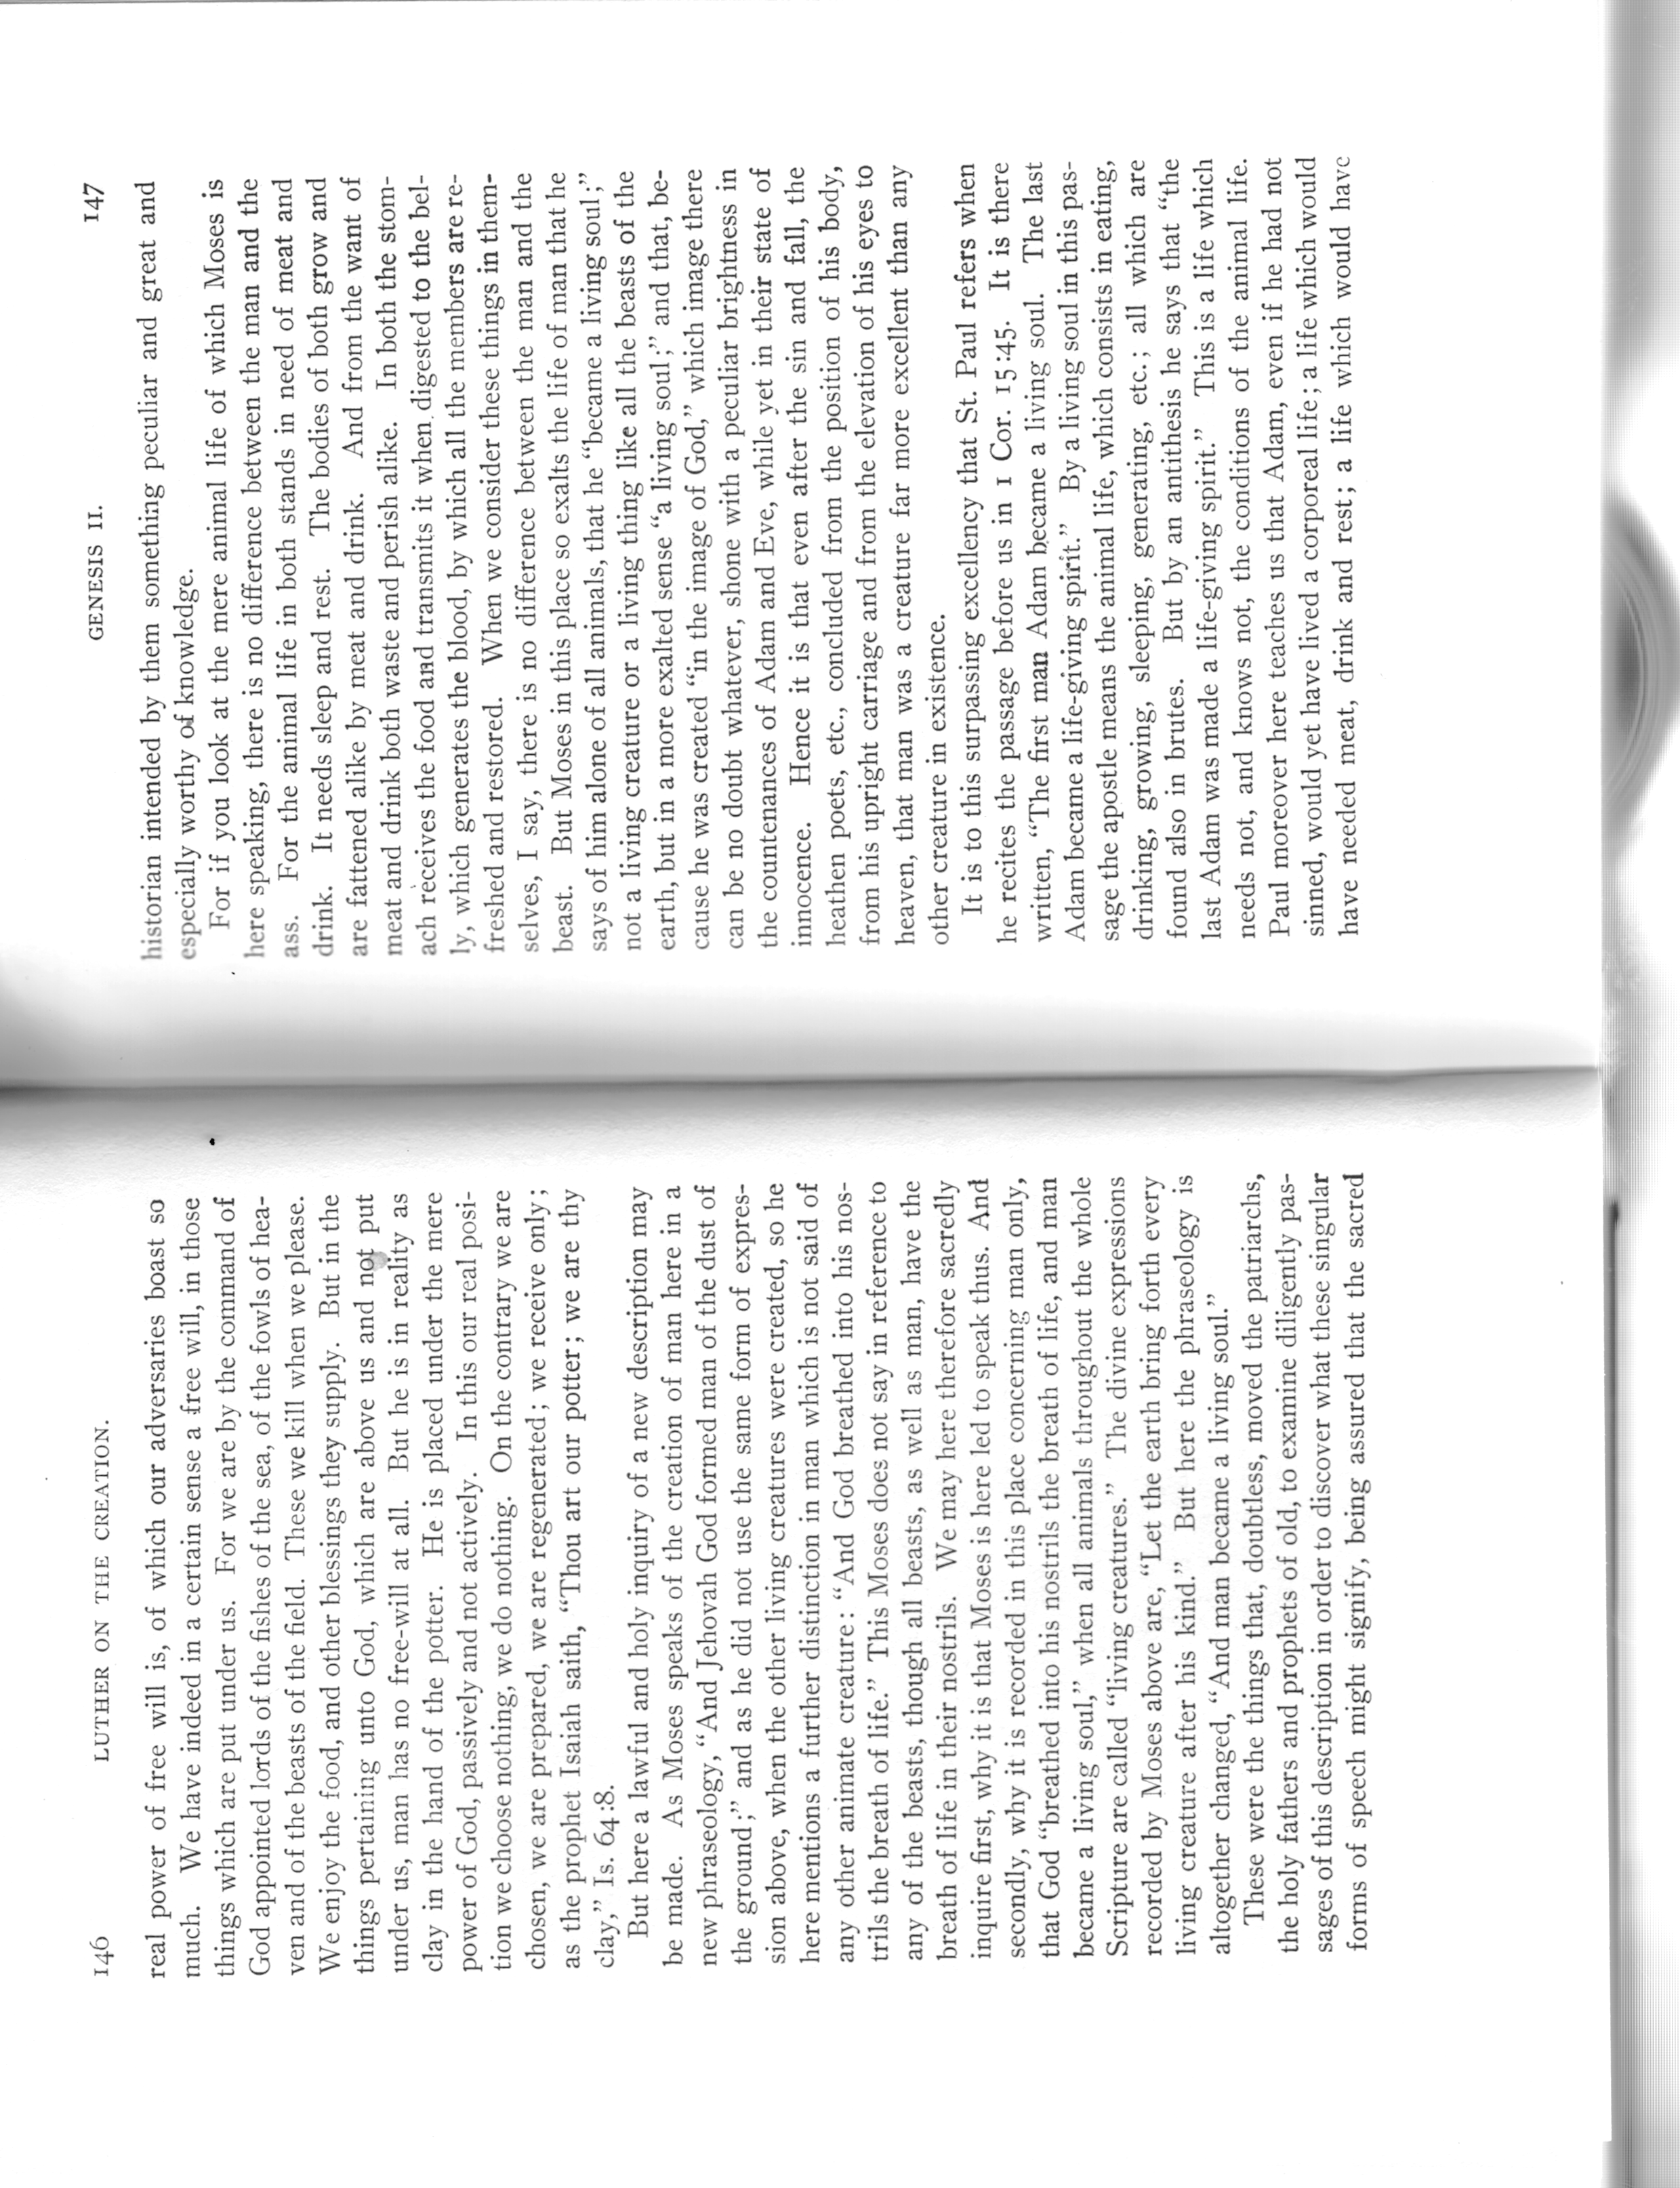 146 LUTHER ON THE CREATION.
real power of free will is, of which our adversaries boast so
much. We have indeed in a certain sense a free will, in those
things which are put under us. For we are by the command of
God appointed lords of the fishes of the sea, of the fowls of hea-
ven and of the beasts of the field. These we kill when we please.
We enjoy the food, and other blessings they supply. But in the
things pertaining unto God, which are above us and not put
under us, man has no free-will at all. But he is in reality as
clay in the hand of the potter. He is placed under the mere
power of God, passively and not actively. In this our real posi-
tion we choose nothing, we do nothing. On the contrary we are
chosen, we are prepared, we are regenerated; we receive only;
as the prophet Isaiah saith, “Thou art our potter; we are thy
clay,” Is. 64:8.
But here a lawful and holy inquiry of a new description may
be made. As Moses speaks of the creation of man here in a
new phraseology, “And Jehovah God formed man of the dust of
the ground;” and as he did not use the same form of expres-
sion above, when the other living creatures were created, so he
here mentions a further distinction in man which is not said of
any other animate creature: “And God breathed into his nos-
trils the breath of life.” This Moses does not say in reference to
any of the beasts, though all beasts, as well as man, have the
breath of life in their nostrils. We may here therefore sacredly
inquire first, why it is that Moses is here led to speak thus. And
secondly, why it is recorded in this place concerning man only,
that God “breathed into his nostrils the breath of life, and man
became a living soul,” when all animals throughout the whole
Scripture are called “living creatures.” The divine expressions
recorded by Moses above are, “Let the earth bring forth every
living creature after his kind.” But here the phraseology is
altogether changed, “And man became a living soul.”
These were the things that, doubtless, moved the patriarchs,
the holy fathers and prophets of old, to examine diligently pas-
sages of this description in order to discover what these singular
forms of speech might signify, being assured that the sacred
GENESIS II. 147
historian intended by them something peculiar and great and
especially worthy of knowledge.
For if you look at the mere animal life of which Moses is
here speaking, there is no difference between the man and the
ass. For the animal life in both stands in need of meat and
drink. It needs sleep and rest. The bodies of both grow and
are fattened alike by meat and drink. And from the want of
meat and drink both waste and perish alike. In both the stom-
ach receives the food and transmits it when digested to the bel-
ly, which generates the blood, by which all the members are re-
freshed and restored. When we consider these things in them-
selves, I say, there is no difference between the man and the
beast. But Moses in this place so exalts the life of man that he
says of him alone of all animals, that he “became a living soul;”
not a living creature or a living thing like all the beasts of the
earth, but in a more exalted sense “a living soul;” and that, be-
cause he was created “in the image of God,” which image there
can be no doubt whatever, shone with a peculiar brightness in
the countenances of Adam and Eve, while yet in their state of
innocence. Hence it is that even after the sin and fall, the
heathen poets, etc., concluded from the position of his body,
from his upright carriage and from the elevation of his eyes to
heaven, that man was a creature far more excellent than any
other creature in existence.
It is to this surpassing excellency that St. Paul refers when
he recites the passage before us in 1 Cor. 15:45. It is there
written, “The first man Adam became a living soul. The last
Adam became a life-giving spirit.” By a living soul in this pas-
sage the apostle means the animal life, which consists in eating,
drinking, growing, sleeping, generating, etc.; all which are
found also in brutes. But by an antithesis he says that “the
last Adam was made a life-giving spirit.” This is a life which
needs not, and knows not, the conditions of the animal life.
Paul moreover here teaches us that Adam, even if he had not
sinned, would yet have lived a corporeal life; a life which would
have needed meat, drink and rest; a life which would have